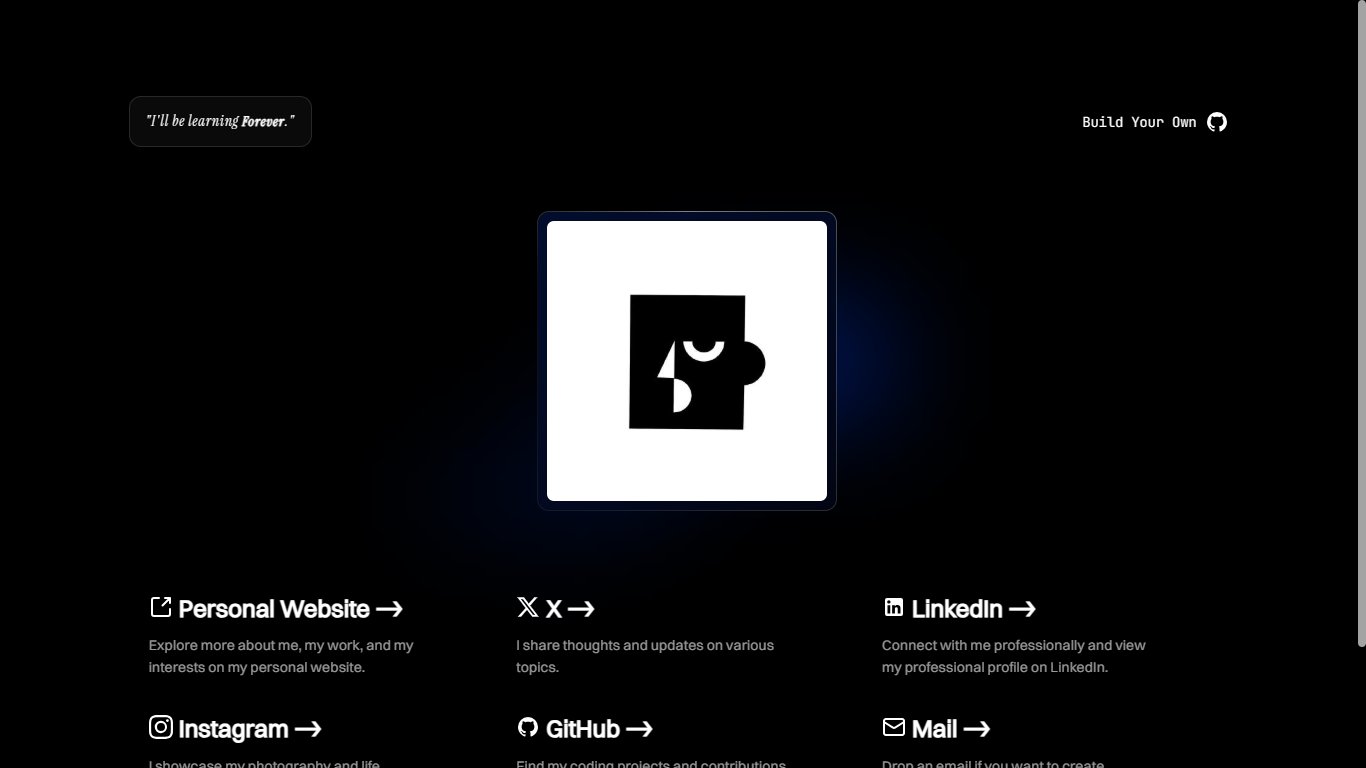 "I'll be learning Forever."
Build Your Own
Personal Website ->
Explore more about me, my work, and my
interests on my personal website.
X ->
I share thoughts and updates on various
topics.
LinkedIn ->
Connect with me professionally and view
my professional profile on LinkedIn.
Instagram ->
I showcase my photography and life
GitHub ->
Find my coding projects and contributions
Mail ->
Drop an email if you want to create